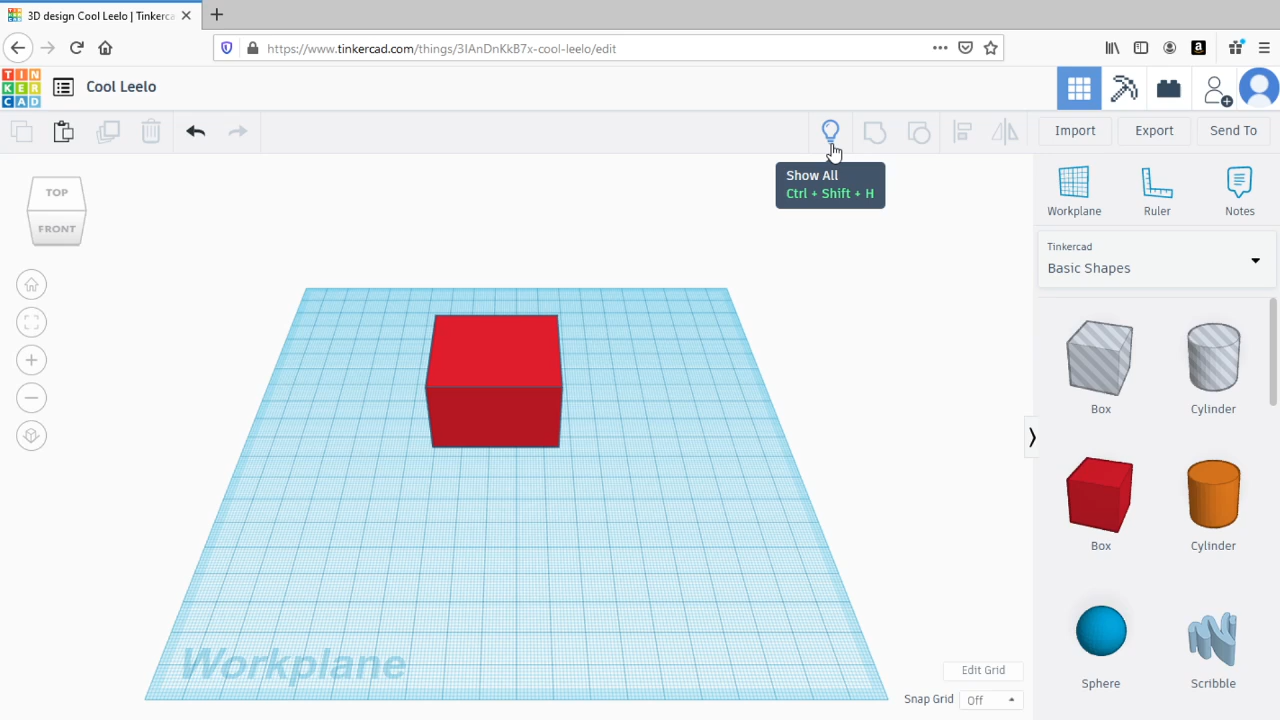 3D design Cool Leelo | Tinkerca
https://www.tinkercad.com/things/3IAnDnKkB7x-cool-leelo/edit
TIN
KER
CAD
Cool Leelo
Import
Export
Send To
Show All
Ctrl + Shift + H
TOP
FRONT
Workplane
Ruler
Notes
Tinkercad
Basic Shapes
Box
Cylinder
Box
Cylinder
Sphere
Scribble
Workplane
Edit Grid
Snap Grid
Off